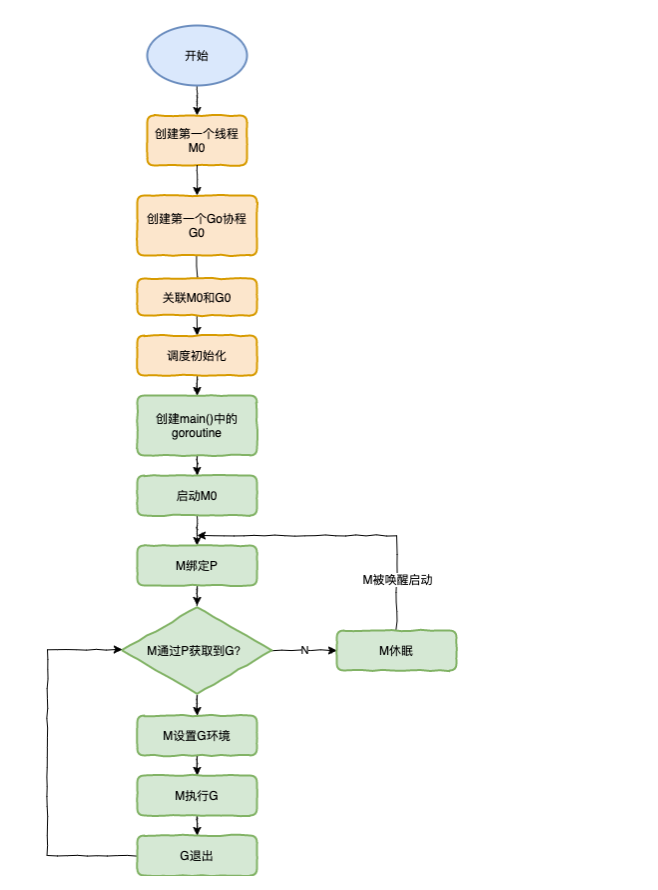 开始
创建第一个线程
M0
创建第一个Go协程
G0
关联M0和G0
调度初始化
创建main()中的
goroutine
启动M0
M绑定P
M被唤醒启动
M通过P获取到G?
N
M休眠
M设置G环境
M执行G
G退出